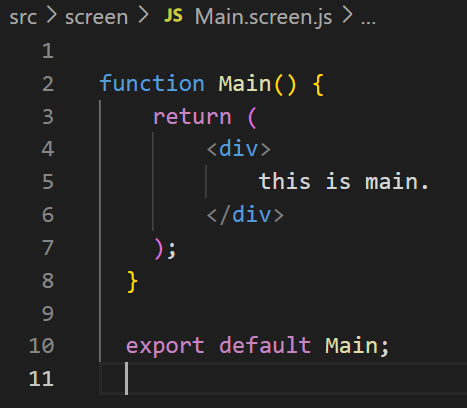 src > screen > JS Main.screen.js > ...
1
2 function Main() {
3     return (
4         <div>
5             this is main.
6         </div>
7     );
8   }
9
10   export default Main;
11